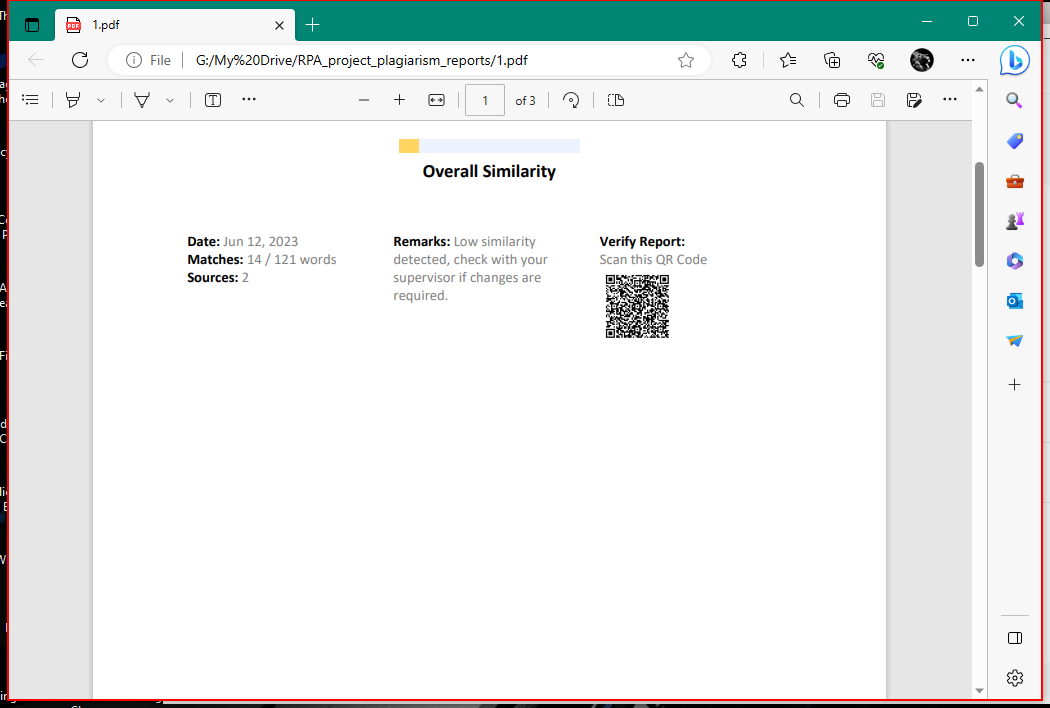 1.pdf
File
G:/My%20Drive/RPA_project_plagiarism_reports/1.pdf
1 of 3
Overall Similarity
Date: Jun 12, 2023
Matches: 14 / 121 words
Sources: 2
Remarks: Low similarity
detected, check with your
supervisor if changes are
required.
Verify Report:
Scan this QR Code